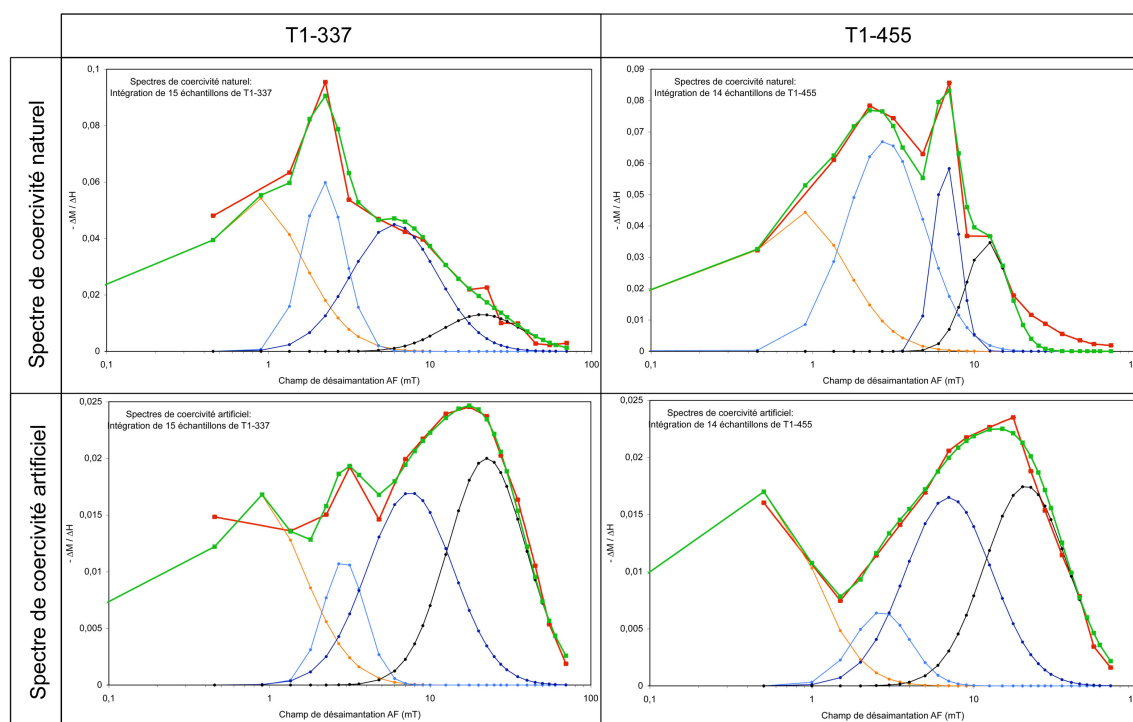 T1-337
T1-455
Spectre de coercivité naturel
Spectres de coercivité naturel:
Intégration de 15 échantillons de T1-337
- ΔM / ΔH
0,1
0,08
0,06
0,04
0,02
0
0,1
1
10
100
Champ de désaimantation AF (mT)
Spectres de coercivité naturel:
Intégration de 14 échantillons de T1-455
- ΔM / ΔH
0,09
0,08
0,07
0,06
0,05
0,04
0,03
0,02
0,01
0
0,1
1
10
1
Champ de désaimantation AF (mT)
Spectre de coercivité artificiel
Spectres de coercivité artificiel:
Intégration de 15 échantillons de T1-337
- ΔM / ΔH
0,025
0,02
0,015
0,01
0,005
0
0,1
1
10
100
Champ de désaimantation AF (mT)
Spectres de coercivité artificiel:
Intégration de 14 échantillons de T1-455
- ΔM / ΔH
0,025
0,02
0,015
0,01
0,005
0
0,1
1
10
1
Champ de désaimantation AF (mT)